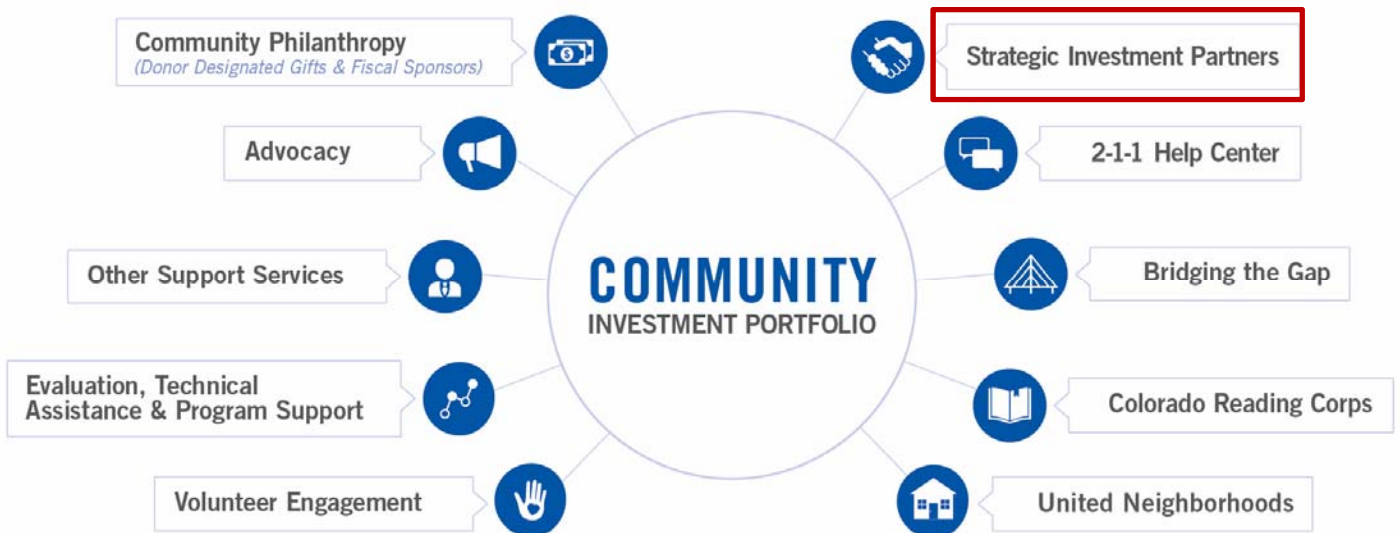 Community Philanthropy
(Donor Designated Gifts & Fiscal Sponsors)
Advocacy
Other Support Services
Evaluation, Technical
Assistance & Program Support
Volunteer Engagement
COMMUNITY
INVESTMENT PORTFOLIO
Strategic Investment Partners
2-1-1 Help Center
Bridging the Gap
Colorado Reading Corps
United Neighborhoods